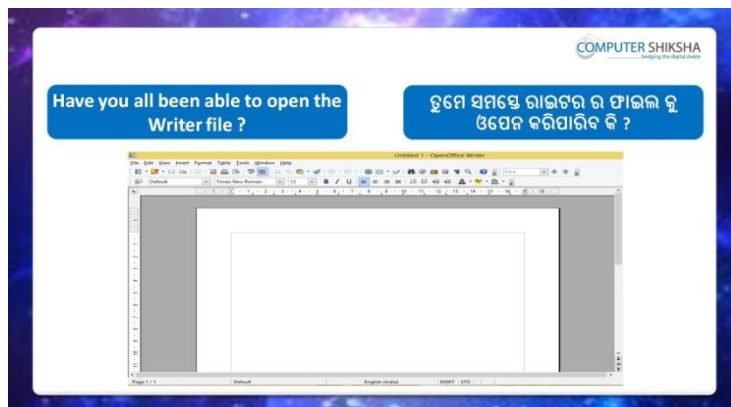 COMPUTER SHIKSHA
bridging the digital divide
Have you all been able to open the
Writer file ?
ତୁମେ ସମସ୍ତେ ରାଇଟର ର ଫାଇଲ କୁ
ଓପେନ କରିପାରିବ କି ?
Untitled 1 - OpenOffice Writer
File Edit View Insert Format Table Tools Window Help
Default Times New Roman 12 B I U
Page 1 / 1 Default English (India) INSRT STD